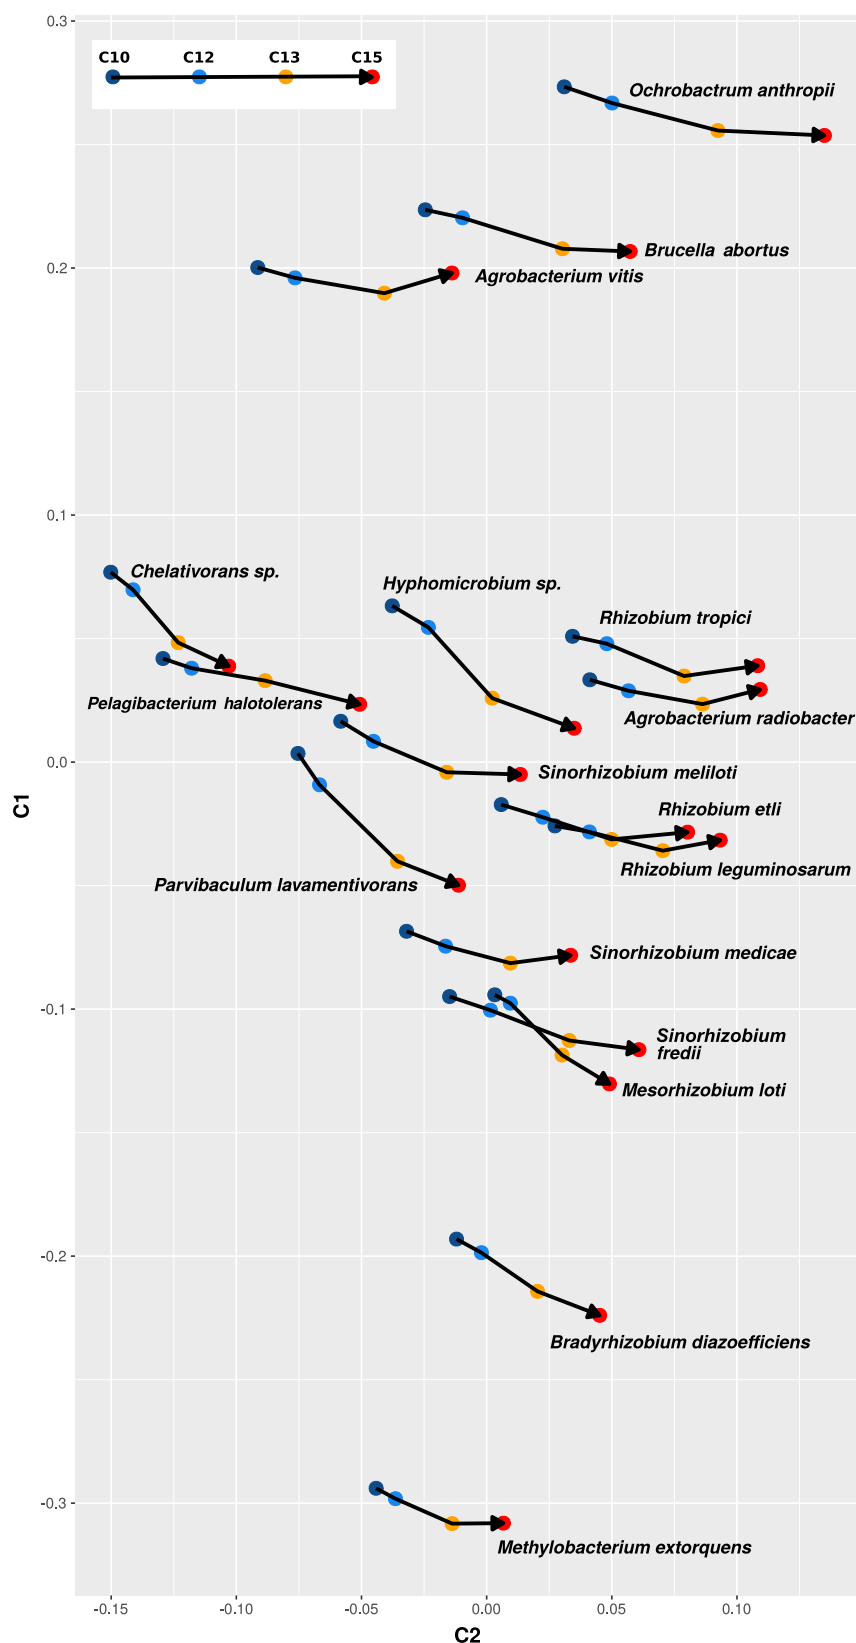 0.3
C10 C12 C13 C15
Ochrobactrum anthropii
Brucella abortus
0.2
Agrobacterium vitis
0.1
Chelativorans sp.
Hyphomicrobium sp.
Rhizobium tropici
Pelagibacterium halotolerans
Agrobacterium radiobacter
0.0
Sinorhizobium meliloti
C1
Rhizobium etli
Rhizobium leguminosarum
Parvibaculum lavamentivorans
Sinorhizobium medicae
-0.1
Sinorhizobium
fredii
Mesorhizobium loti
-0.2
Bradyrhizobium diazoefficiens
-0.3
Methylobacterium extorquens
-0.15 -0.10 -0.05 0.00 0.05 0.10
C2